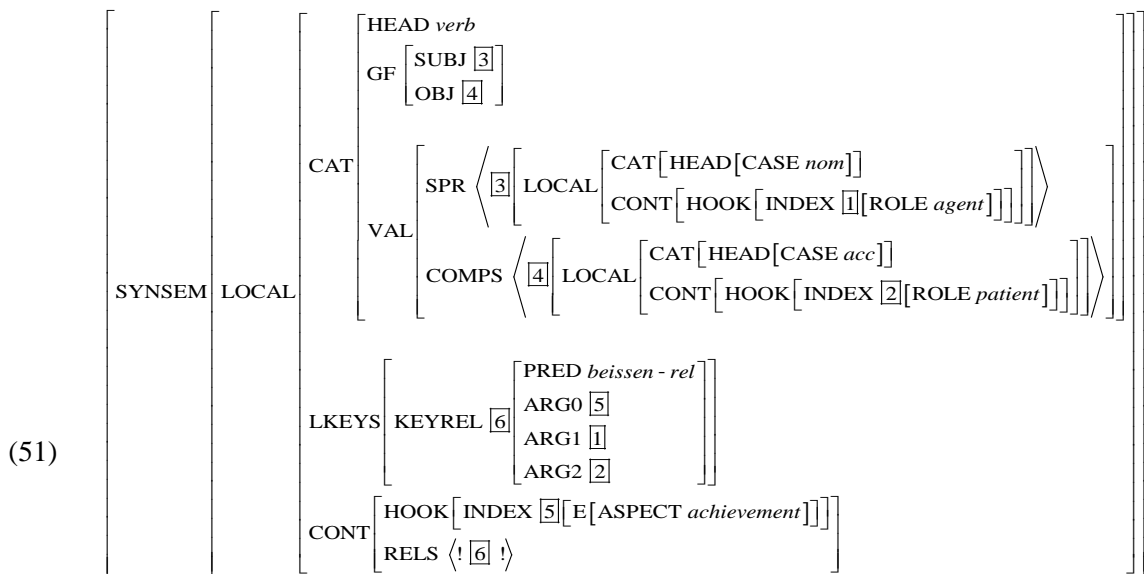 HEAD verb
GF [ SUBJ 3
OBJ 4 ]
CAT
SPR ⟨ 3 [ LOCAL [ CAT[HEAD[CASE nom]]
CONT[HOOK[INDEX 1[ROLE agent]]] ] ] ⟩
VAL
COMPS ⟨ 4 [ LOCAL [ CAT[HEAD[CASE acc]]
CONT[HOOK[INDEX 2[ROLE patient]]] ] ] ⟩
SYNSEM LOCAL
PRED beissen - rel
LKEYS [ KEYREL 6 ARG0 5
ARG1 1
ARG2 2 ]
(51)
CONT [ HOOK[INDEX 5[E[ASPECT achievement]]]
RELS ⟨! 6 !⟩ ]